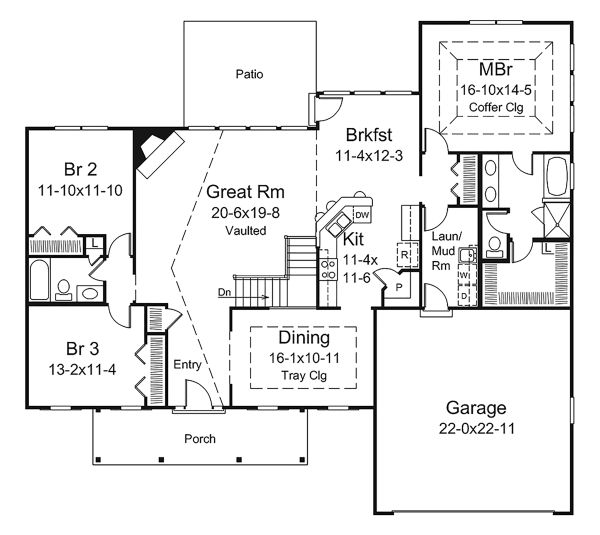 Patio
MBr
16-10x14-5
Coffer Clg
Brkfst
11-4x12-3
Br 2
11-10x11-10
Great Rm
20-6x19-8
Vaulted
DW
L
Kit
11-4x
11-6
R
P
Laun/
Mud
Rm
W
D
L
Dn
Br 3
13-2x11-4
Entry
Dining
16-1x10-11
Tray Clg
Garage
22-0x22-11
Porch